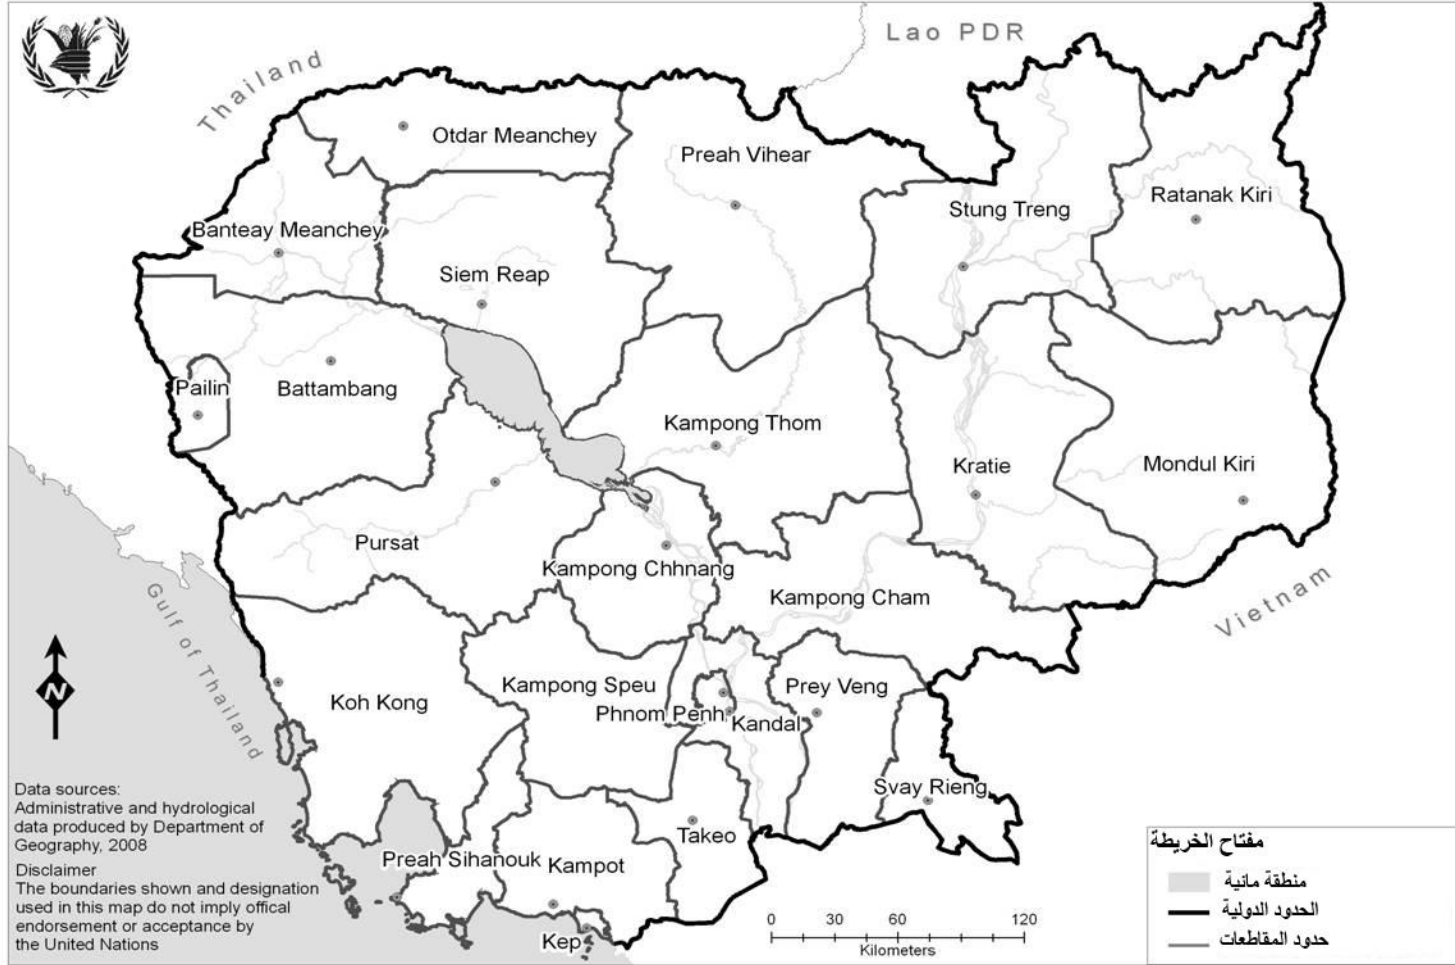 Lao PDR
Thailand
Otdar Meanchey
Preah Vihear
Ratanak Kiri
Stung Treng
Banteay Meanchey
Siem Reap
Pailin
Battambang
Kampong Thom
Kratie
Mondul Kiri
Pursat
Kampong Chhnang
Kampong Cham
Vietnam
Gulf of Thailand
N
Koh Kong
Kampong Speu
Prey Veng
Phnom Penh
Kandal
Svay Rieng
Data sources:
Administrative and hydrological
data produced by Department of
Geography, 2008
Disclaimer
The boundaries shown and designation
used in this map do not imply offical
endorsement or acceptance by
the United Nations
Takeo
Preah Sihanouk
Kampot
Kep
0 30 60 120
Kilometers
مفتاح الخريطة
منطقة مائية
الحدود الدولية
حدود المقاطعات